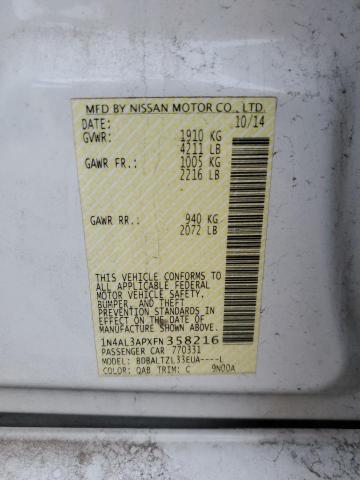 MFD BY NISSAN MOTOR CO., LTD.
DATE: 10/14
GVWR: 1910 KG
4211 LB
GAWR FR.: 1005 KG
2216 LB
GAWR RR.: 940 KG
2072 LB
THIS VEHICLE CONFORMS TO
ALL APPLICABLE FEDERAL
MOTOR VEHICLE SAFETY,
BUMPER, AND THEFT
PREVENTION STANDARDS IN
EFFECT ON THE DATE OF
MANUFACTURE SHOWN ABOVE.
1N4AL3APXFN358216
PASSENGER CAR 770331
MODEL: BDBALTZL33EUA----L
COLOR: QAB TRIM: C 9N00A